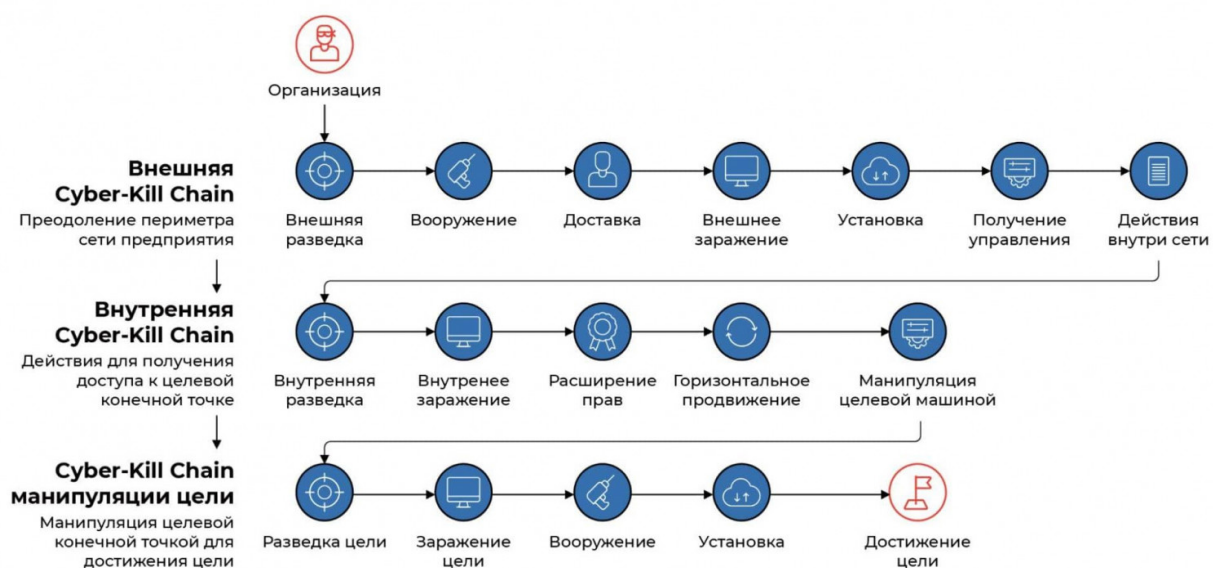 Организация
Внешняя
Cyber-Kill Chain
Преодоление периметра
сети предприятия
Внешняя
разведка
Вооружение
Доставка
Внешнее
заражение
Установка
Получение
управления
Действия
внутри сети
Внутренняя
Cyber-Kill Chain
Действия для получения
доступа к целевой
конечной точке
Внутренняя
разведка
Внутренее
заражение
Расширение
прав
Горизонтальное
продвижение
Манипуляция
целевой машиной
Cyber-Kill Chain
манипуляции цели
Манипуляция целевой
конечной точкой для
достижения цели
Разведка цели
Заражение
цели
Вооружение
Установка
Достижение
цели